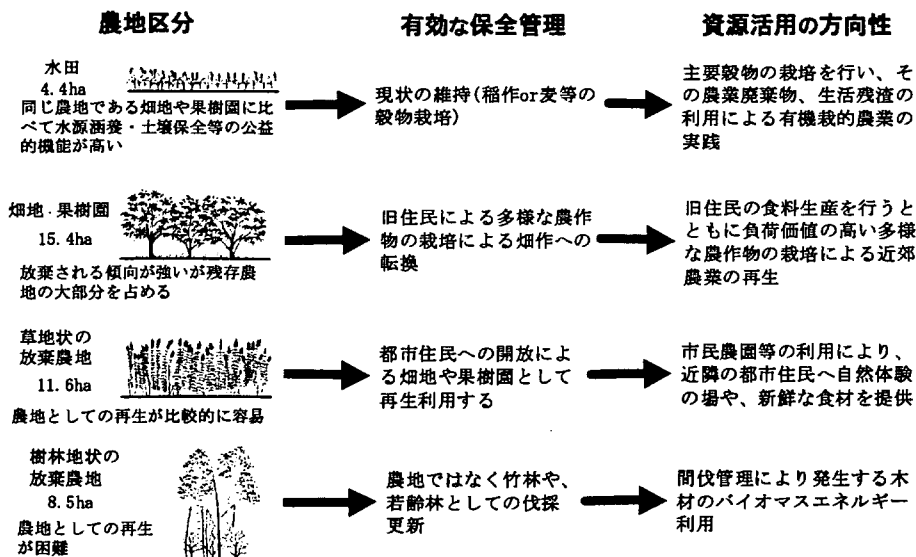 農地区分
有効な保全管理
資源活用の方向性
水田
4.4ha
同じ農地である畑地や果樹園に比
べて水源涵養・土壌保全等の公益
的機能が高い
現状の維持(稲作or麦等の
穀物栽培)
主要穀物の栽培を行い、そ
の農業廃棄物、生活残渣の
利用による有機栽的農業の
実践
畑地・果樹園
15.4ha
放棄される傾向が強いが残存農
地の大部分を占める
旧住民による多様な農作
物の栽培による畑作への
転換
旧住民の食料生産を行うと
ともに負荷価値の高い多様
な農作物の栽培による近郊
農業の再生
草地状の
放棄農地
11.6ha
農地としての再生が比較的に容易
都市住民への開放によ
る畑地や果樹園として
再生利用する
市民農園等の利用により、
近隣の都市住民へ自然体験
の場や、新鮮な食材を提供
樹林地状の
放棄農地
8.5ha
農地としての再生
が困難
農地ではなく竹林や、
若齢林としての伐採
更新
間伐管理により発生する木
材のバイオマスエネルギー
利用